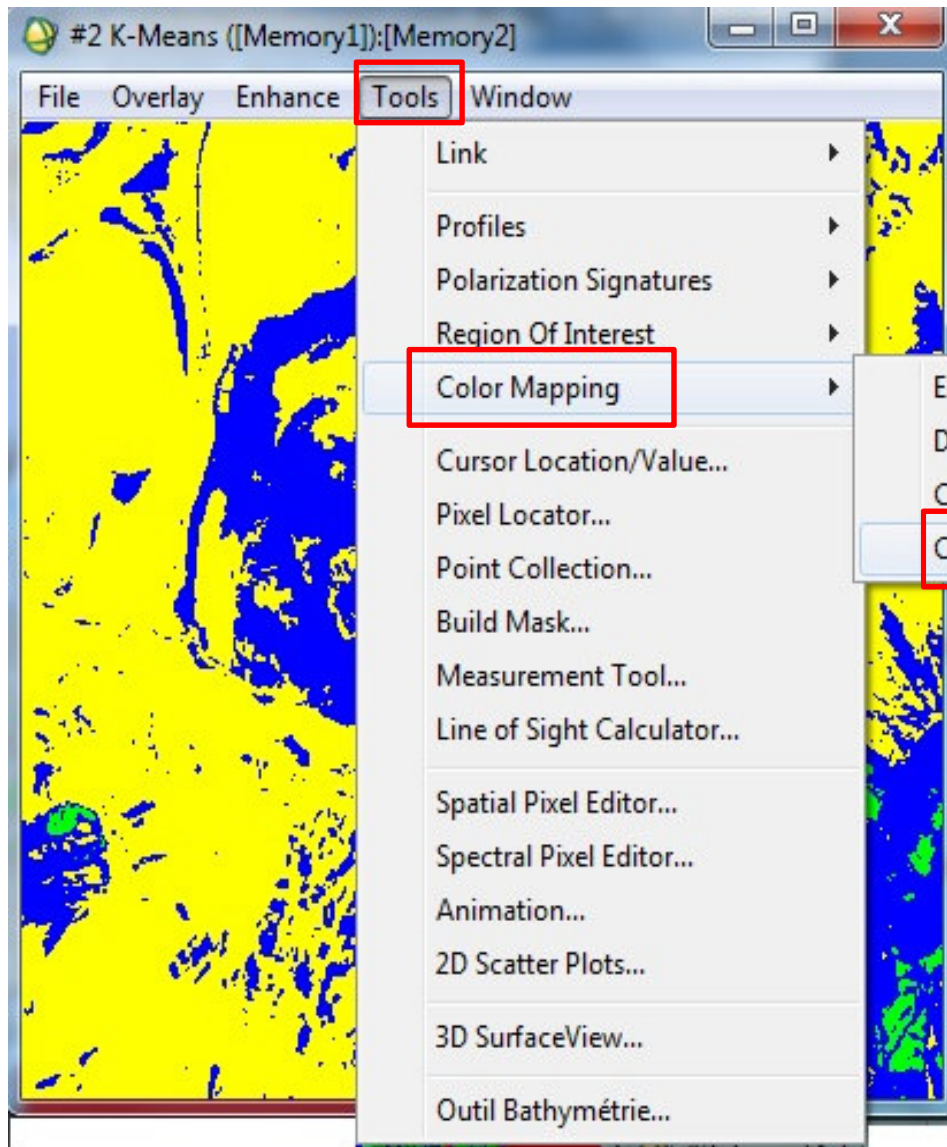 #2 K-Means ([Memory1]):[Memory2]
File Overlay Enhance Tools Window
Link
Profiles
Polarization Signatures
Region Of Interest
Color Mapping
Cursor Location/Value...
Pixel Locator...
Point Collection...
Build Mask...
Measurement Tool...
Line of Sight Calculator...
Spatial Pixel Editor...
Spectral Pixel Editor...
Animation...
2D Scatter Plots...
3D SurfaceView...
Outil Bathymétrie...